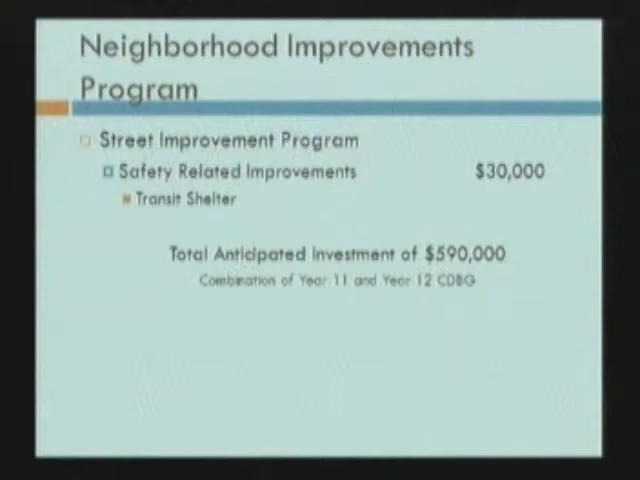 Neighborhood Improvements
Program
Street Improvement Program
Safety Related Improvements $30,000
Transit Shelter
Total Anticipated Investment of $590,000
Combination of Year 11 and Year 12 CDBG